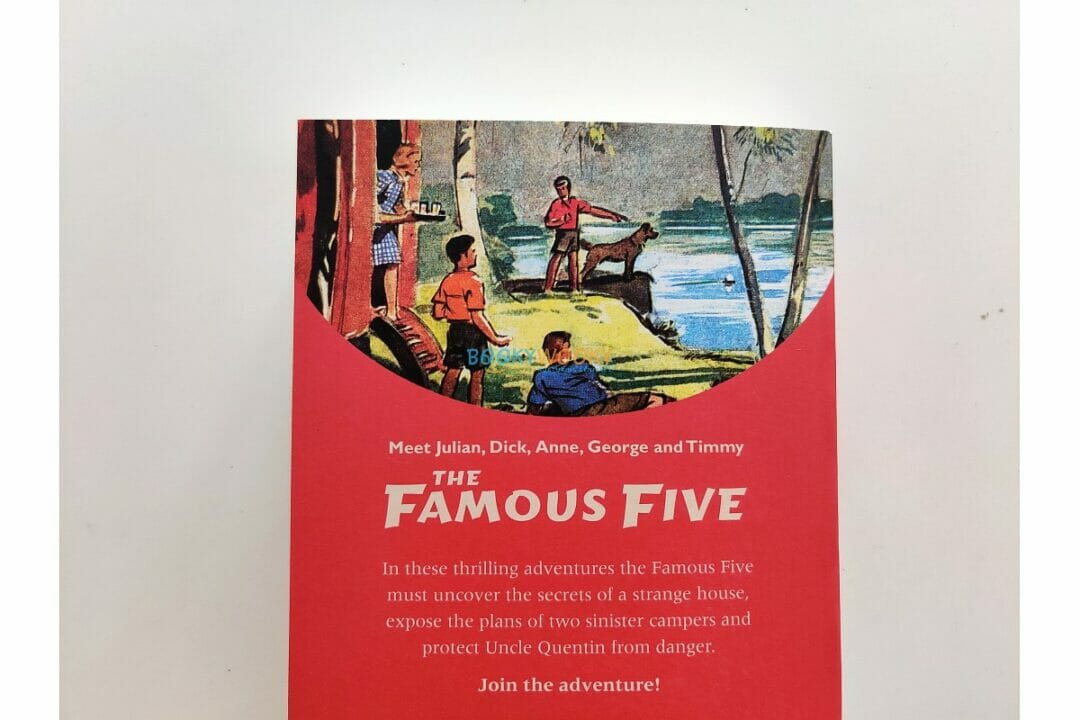 BOOKYWOOKY
Meet Julian, Dick, Anne, George and Timmy
THE
FAMOUS FIVE
In these thrilling adventures the Famous Five
must uncover the secrets of a strange house,
expose the plans of two sinister campers and
protect Uncle Quentin from danger.
Join the adventure!